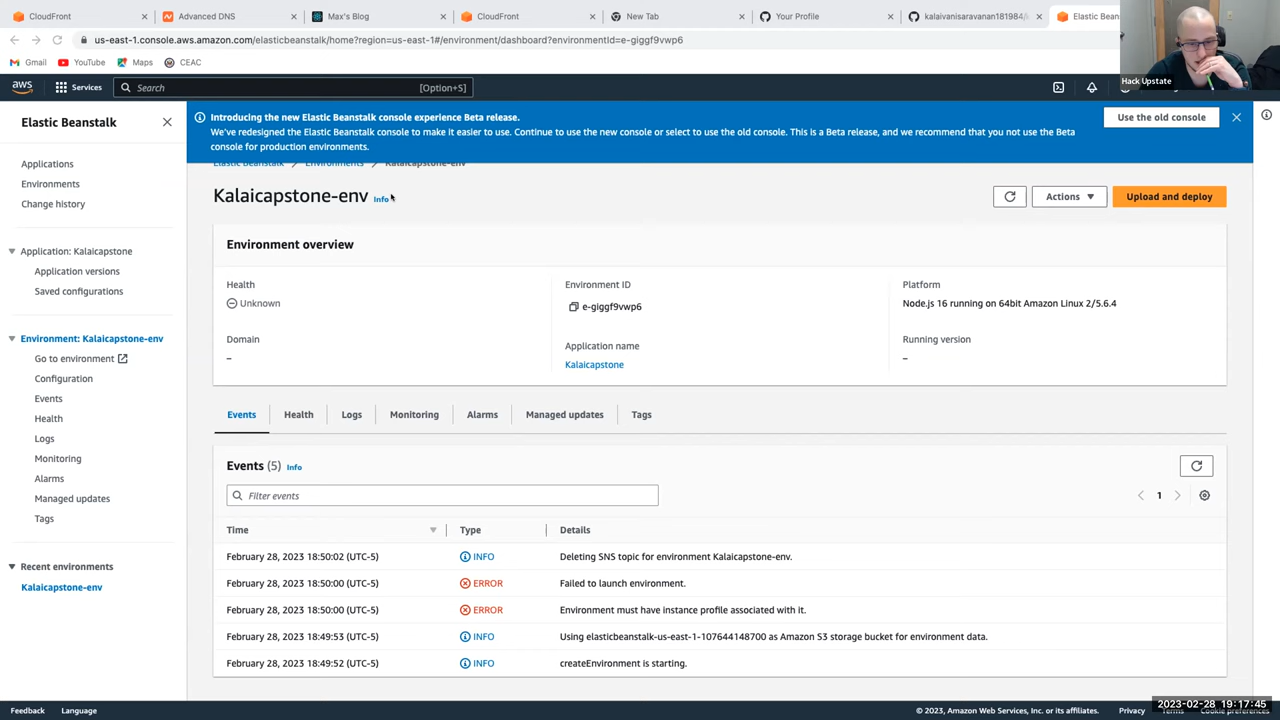 CloudFront
Advanced DNS
Max's Blog
CloudFront
New Tab
Your Profile
kalaivanisaravanan181984/
Elastic Bean
us-east-1.console.aws.amazon.com/elasticbeanstalk/home?region=us-east-1#/environment/dashboard?environmentId=e-giggf9vwp6
Gmail
YouTube
Maps
CEAC
Hack Upstate
aws
Services
Search
[Option+S]
Elastic Beanstalk
Introducing the new Elastic Beanstalk console experience Beta release.
We've redesigned the Elastic Beanstalk console to make it easier to use. Continue to use the new console or select to use the old console. This is a Beta release, and we recommend that you not use the Beta
console for production environments.
Use the old console
Applications
Environments
Change history
Application: Kalaicapstone
Application versions
Saved configurations
Environment: Kalaicapstone-env
Go to environment
Configuration
Events
Health
Logs
Monitoring
Alarms
Managed updates
Tags
Recent environments
Kalaicapstone-env
Elastic Beanstalk
Environments
Kalaicapstone-env
Kalaicapstone-env
Info
Actions
Upload and deploy
Environment overview
Health
Unknown
Domain
–
Environment ID
e-giggf9vwp6
Application name
Kalaicapstone
Platform
Node.js 16 running on 64bit Amazon Linux 2/5.6.4
Running version
–
Events
Health
Logs
Monitoring
Alarms
Managed updates
Tags
Events (5) Info
Filter events
1
Time Type Details
February 28, 2023 18:50:02 (UTC-5) INFO Deleting SNS topic for environment Kalaicapstone-env.
February 28, 2023 18:50:00 (UTC-5) ERROR Failed to launch environment.
February 28, 2023 18:50:00 (UTC-5) ERROR Environment must have instance profile associated with it.
February 28, 2023 18:49:53 (UTC-5) INFO Using elasticbeanstalk-us-east-1-107644148700 as Amazon S3 storage bucket for environment data.
February 28, 2023 18:49:52 (UTC-5) INFO createEnvironment is starting.
Feedback
Language
© 2023, Amazon Web Services, Inc. or its affiliates.
Privacy
Terms
Cookie preferences
2023-02-28 19:17:45